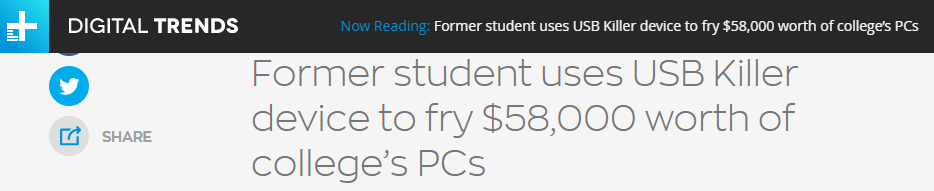 DIGITAL TRENDS
Now Reading: Former student uses USB Killer device to fry $58,000 worth of college’s PCs
Former student uses USB Killer
device to fry $58,000 worth of
college’s PCs
SHARE